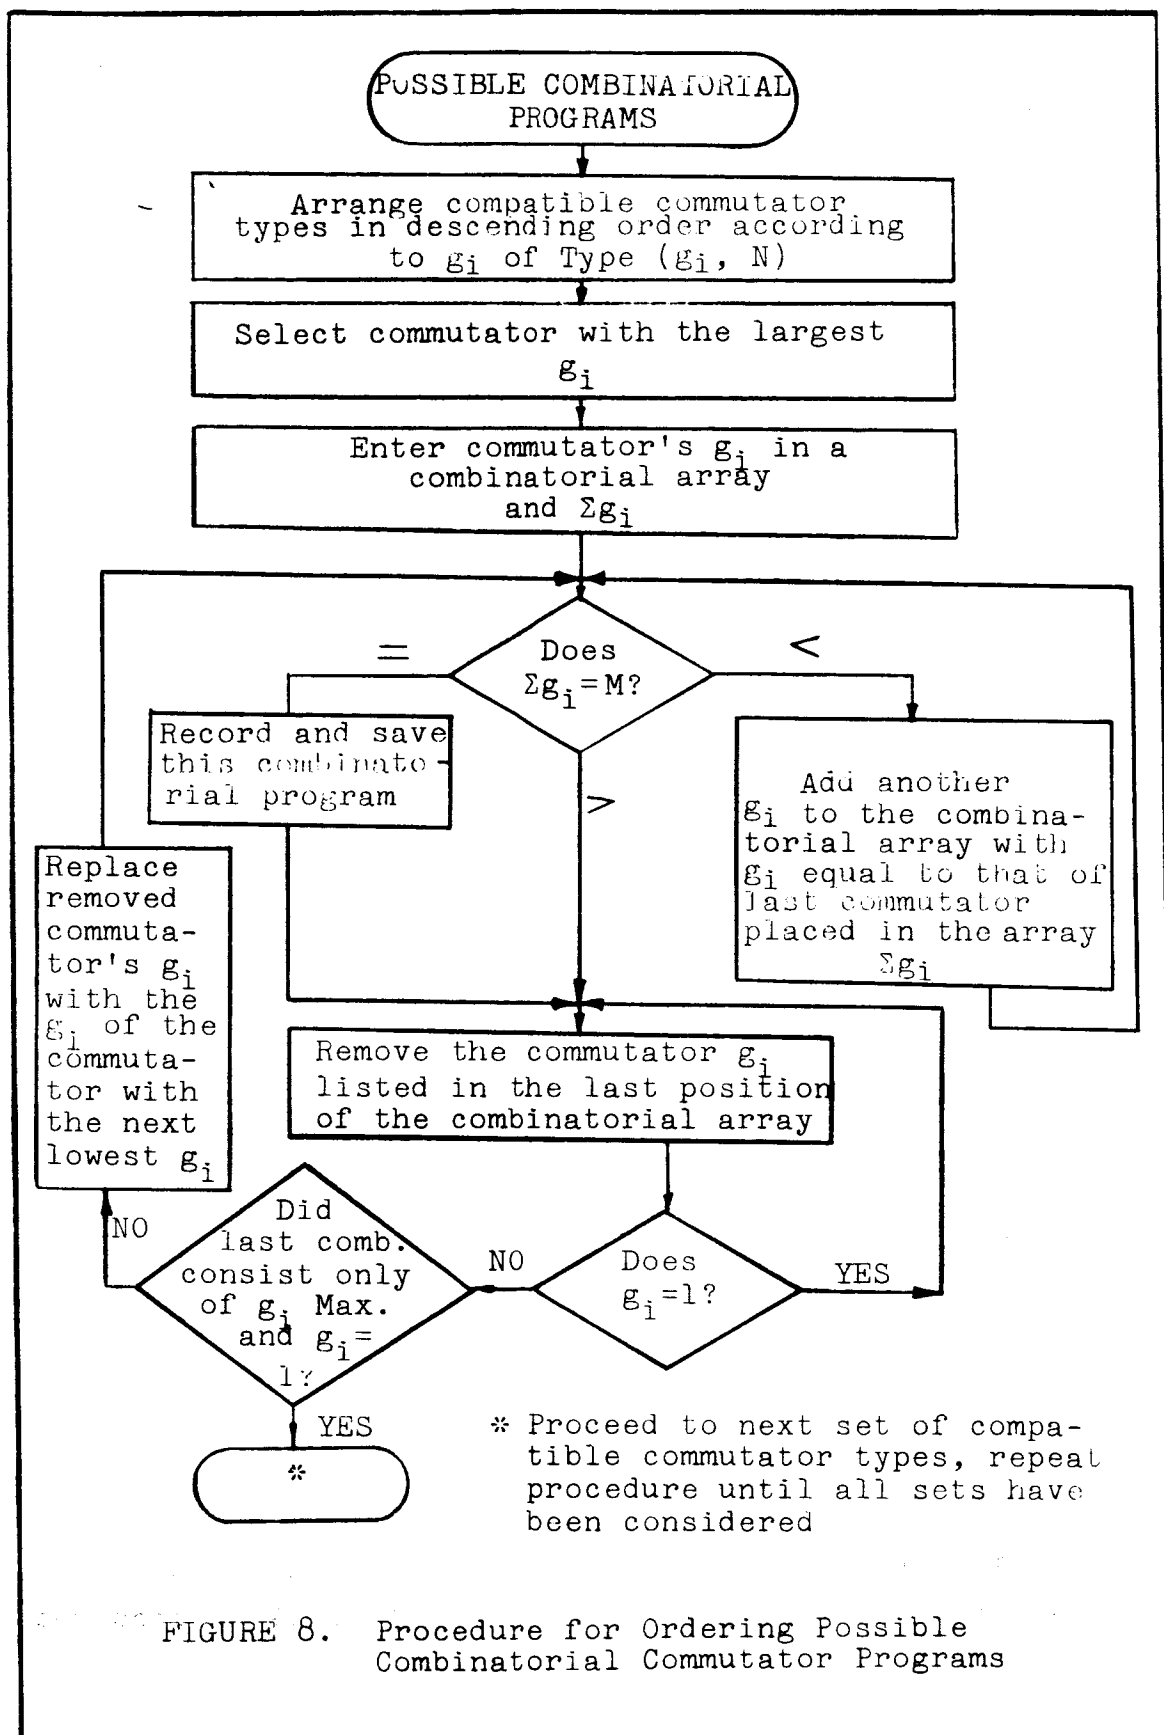 POSSIBLE COMBINATORIAL
PROGRAMS
Arrange compatible commutator
types in descending order according
to gi of Type (gi, N)
Select commutator with the largest
gi
Enter commutator's gi in a
combinatorial array
and Σgi
Does
Σgi=M?
=
<
>
Record and save
this combinato-
rial program
Add another
gi to the combina-
torial array with
gi equal to that of
last commutator
placed in the array
Σgi
Replace
removed
commuta-
tor's gi
with the
gi of the
commuta-
tor with
the next
lowest gi
Remove the commutator gi
listed in the last position
of the combinatorial array
Does
gi=1?
YES
NO
Did
last comb.
consist only
of gi Max.
and gi=
1?
NO
YES
*
* Proceed to next set of compa-
tible commutator types, repeat
procedure until all sets have
been considered
FIGURE 8. Procedure for Ordering Possible
Combinatorial Commutator Programs